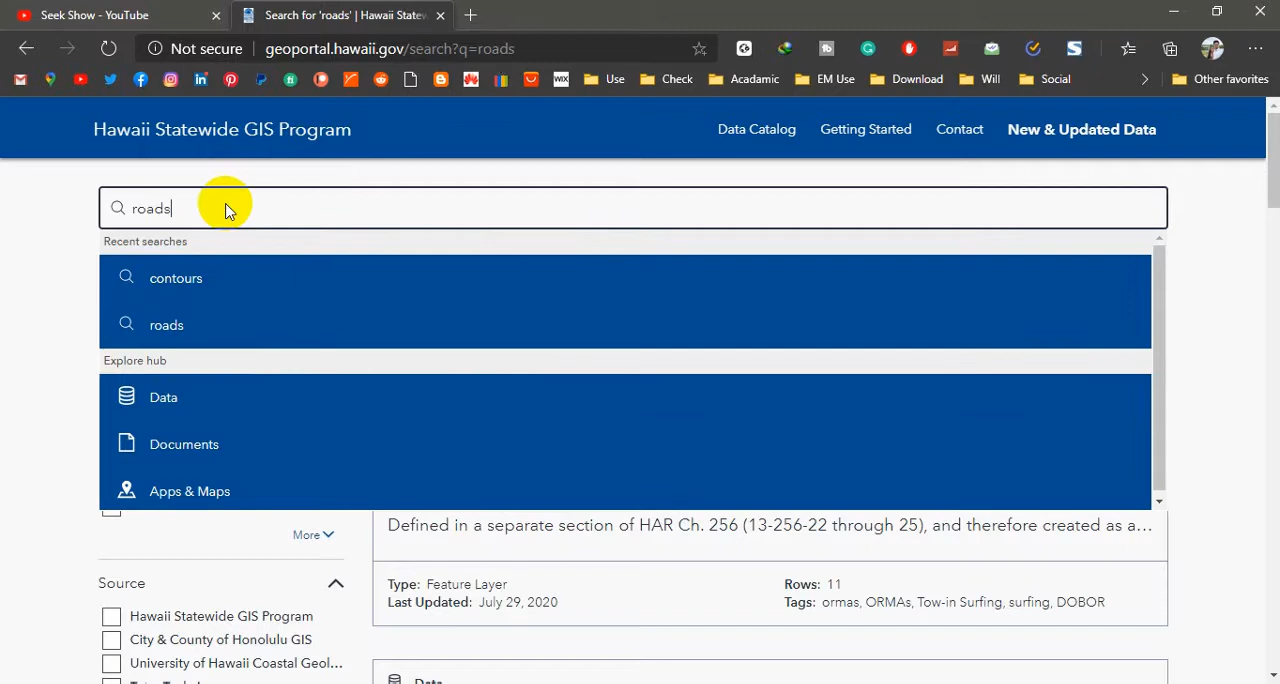 Seek Show - YouTube
Search for 'roads' | Hawaii Statew
Not secure
geoportal.hawaii.gov/search?q=roads
Use
Check
Acadamic
EM Use
Download
Will
Social
Other favorites
Hawaii Statewide GIS Program
Data Catalog
Getting Started
Contact
New & Updated Data
roads
Recent searches
contours
roads
Explore hub
Data
Documents
Apps & Maps
More
Defined in a separate section of HAR Ch. 256 (13-256-22 through 25), and therefore created as a...
Source
Type: Feature Layer
Rows: 11
Last Updated: July 29, 2020
Tags: ormas, ORMAs, Tow-in Surfing, surfing, DOBOR
Hawaii Statewide GIS Program
City & County of Honolulu GIS
University of Hawaii Coastal Geol...
Data